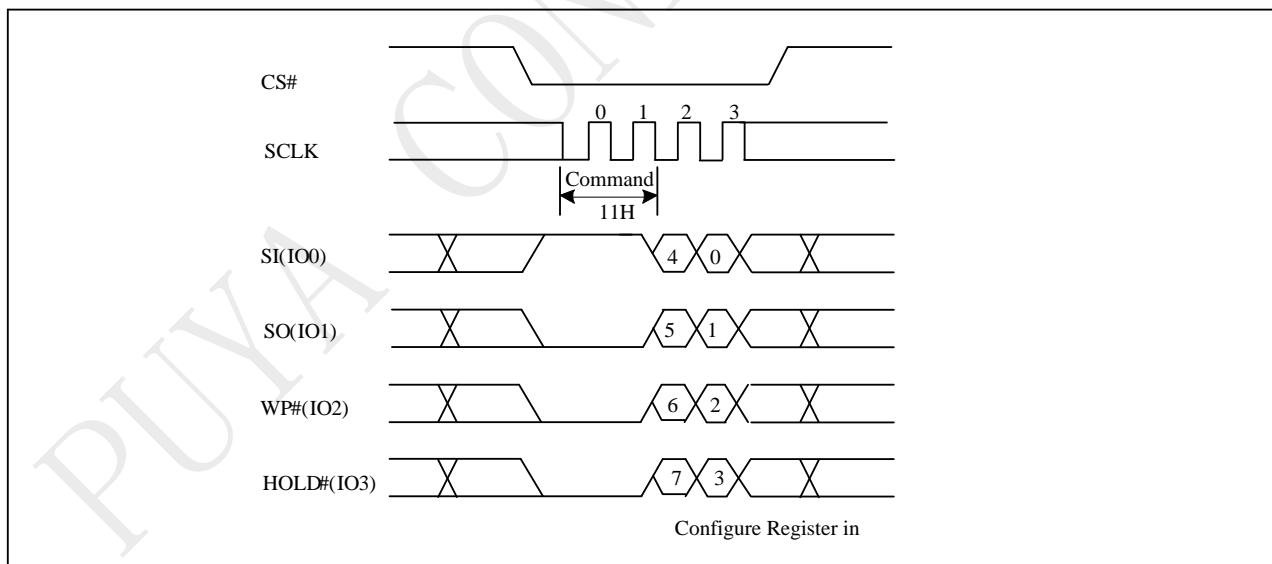 PUYA CON
CS#
0 1 2 3
SCLK
Command
11H
SI(IO0)
4 0
SO(IO1)
5 1
WP#(IO2)
6 2
HOLD#(IO3)
7 3
Configure Register in